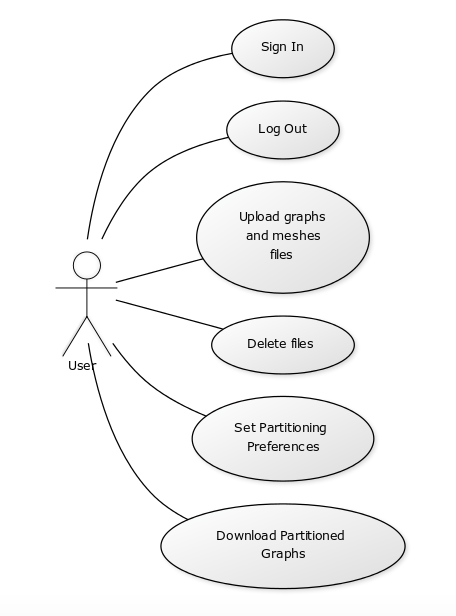 Sign In
Log Out
Upload graphs
and meshes
files
Delete files
User
Set Partitioning
Preferences
Download Partitioned
Graphs